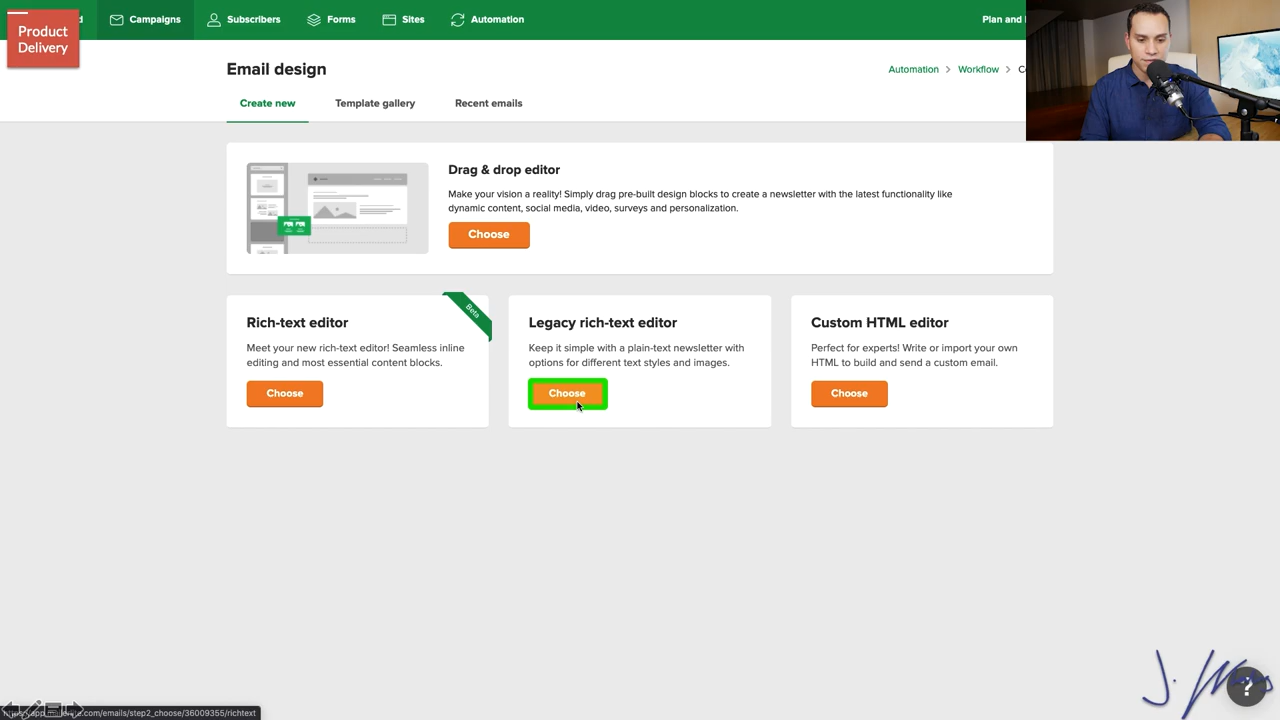 Product
Delivery
Campaigns
Subscribers
Forms
Sites
Automation
Plan and
Email design
Automation
Workflow
Create new
Template gallery
Recent emails
Drag & drop editor
Make your vision a reality! Simply drag pre-built design blocks to create a newsletter with the latest functionality like
dynamic content, social media, video, surveys and personalization.
Choose
Rich-text editor
Beta
Meet your new rich-text editor! Seamless inline
editing and most essential content blocks.
Choose
Legacy rich-text editor
Keep it simple with a plain-text newsletter with
options for different text styles and images.
Choose
Custom HTML editor
Perfect for experts! Write or import your own
HTML to build and send a custom email.
Choose
?
.com/emails/step2_choose/36009355/richtext